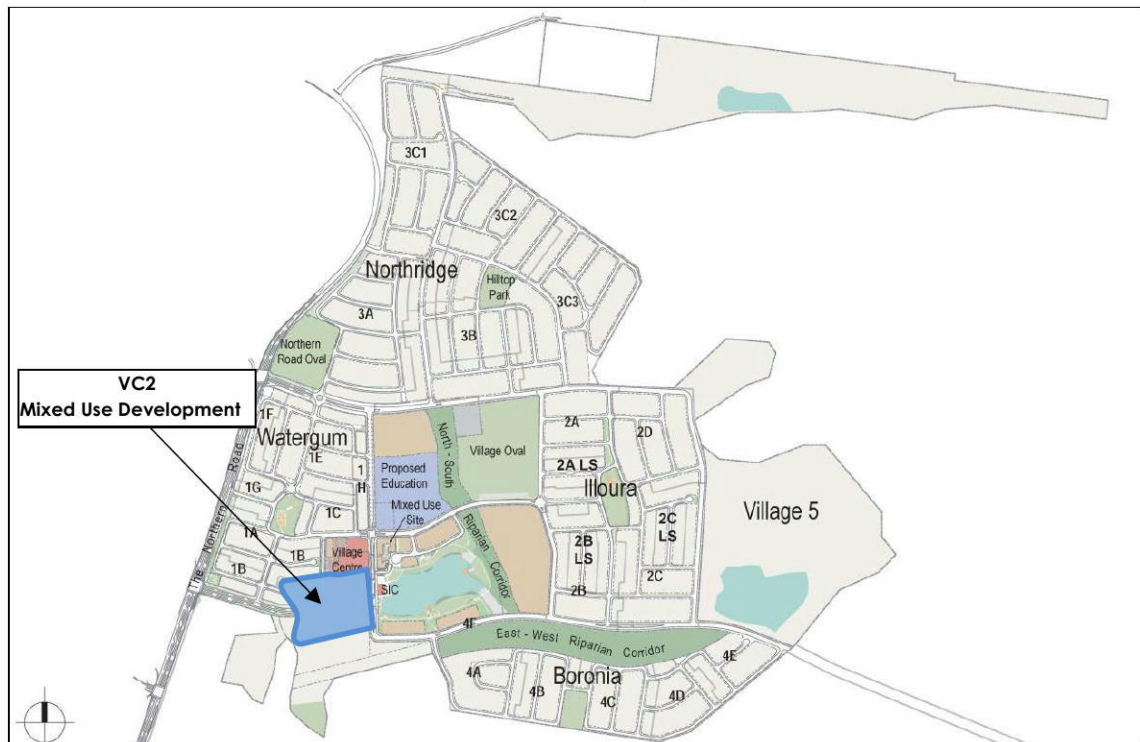 3C1
3C2
Northridge
Hilltop
Park
3C3
3A
3B
Northern
Road Oval
VC2
Mixed Use Development
1F
Watergum
1E
1
H
1G
1C
1A
1B
1B
The Northern Road
Proposed
Education
North - South
Village Oval
Mixed Use
Site
Riparian
Corridor
Village
Centre
SIC
2A
2D
2A LS
Illoura
2B
LS
2C
LS
2C
2B
Village 5
4F
East - West Riparian Corridor
4A
Boronia
4B
4C
4D
4E